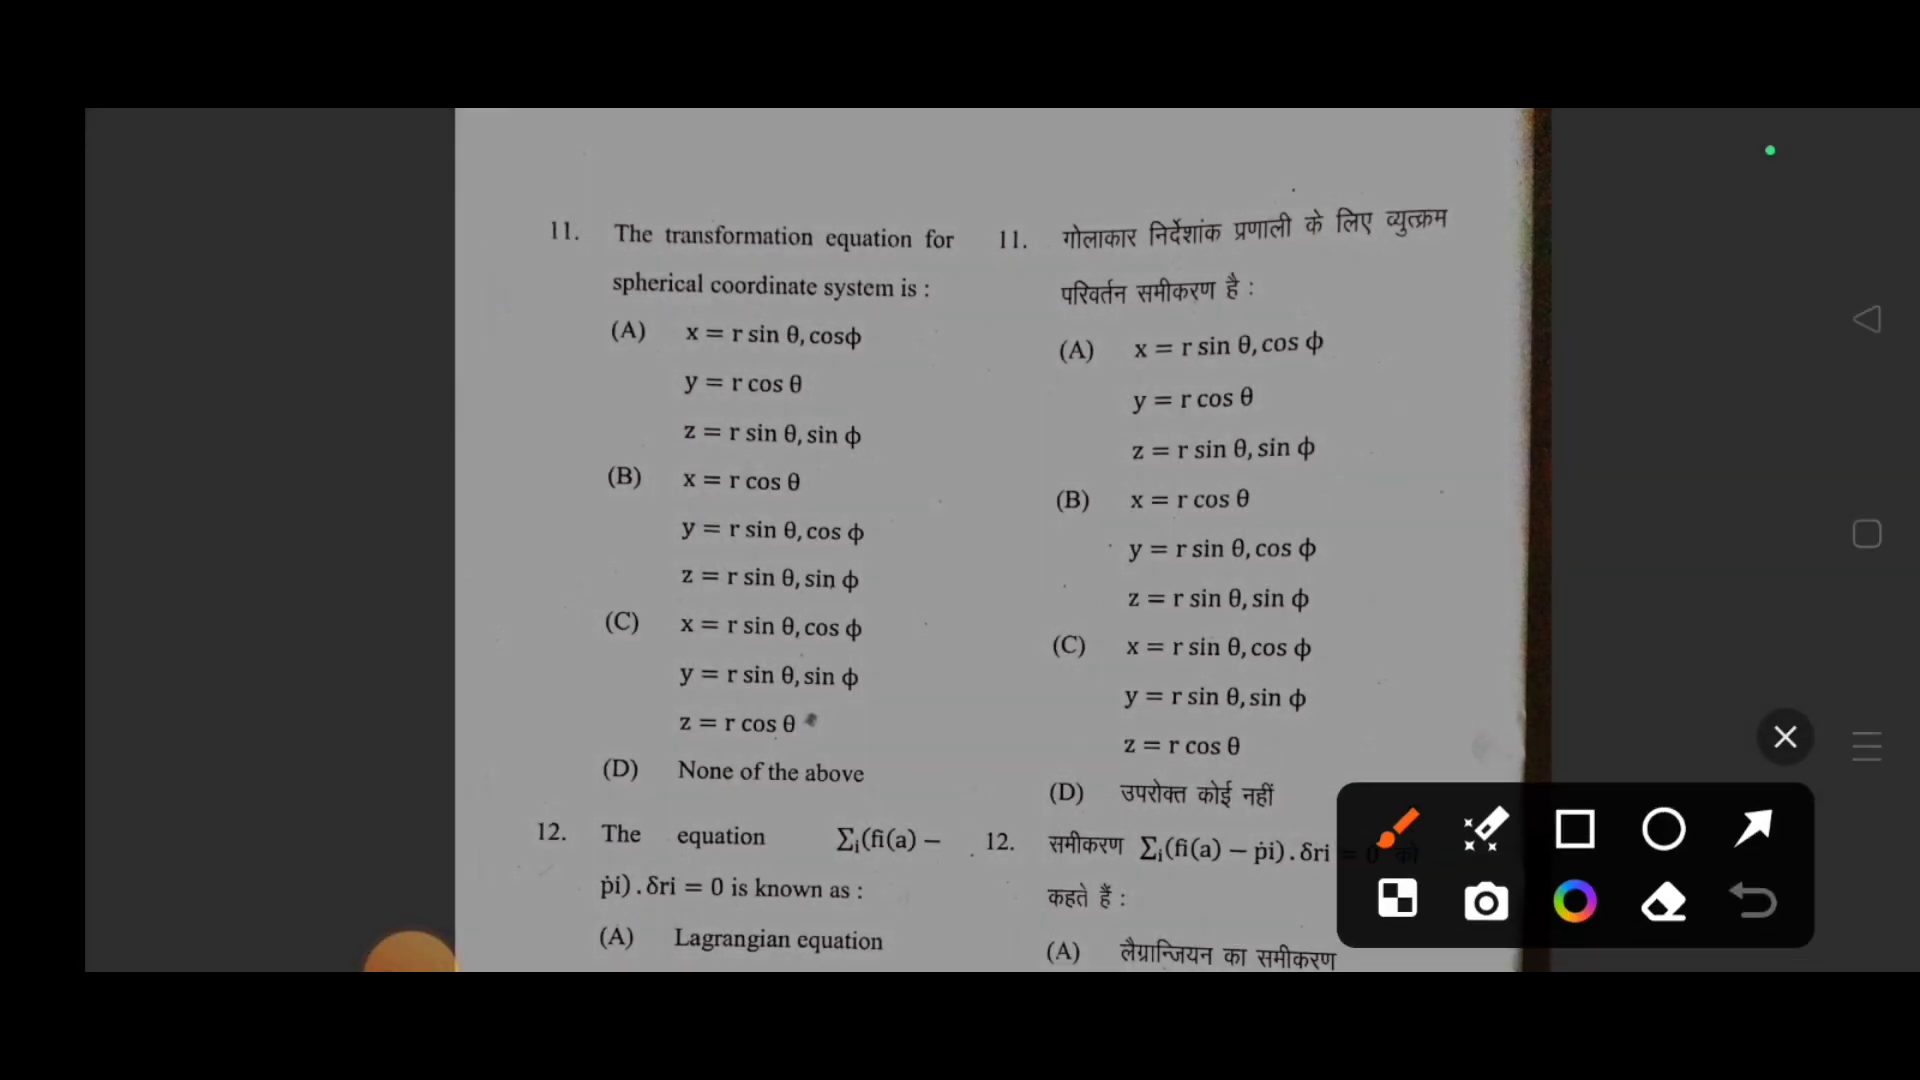 11. The transformation equation for
spherical coordinate system is :
(A) x = r sin θ, cosϕ
y = r cos θ
z = r sin θ, sin ϕ
(B) x = r cos θ
y = r sin θ, cos ϕ
z = r sin θ, sin ϕ
(C) x = r sin θ, cos ϕ
y = r sin θ, sin ϕ
z = r cos θ
(D) None of the above
12. The equation ∑ᵢ(fi(a) −
ṗi) . δri = 0 is known as :
(A) Lagrangian equation
11. गोलाकार निर्देशांक प्रणाली के लिए व्युत्क्रम
परिवर्तन समीकरण है :
(A) x = r sin θ, cos ϕ
y = r cos θ
z = r sin θ, sin ϕ
(B) x = r cos θ
y = r sin θ, cos ϕ
z = r sin θ, sin ϕ
(C) x = r sin θ, cos ϕ
y = r sin θ, sin ϕ
z = r cos θ
(D) उपरोक्त कोई नहीं
12. समीकरण ∑ᵢ(fi(a) − ṗi) . δri = 0 को
कहते हैं :
(A) लैग्रान्जियन का समीकरण